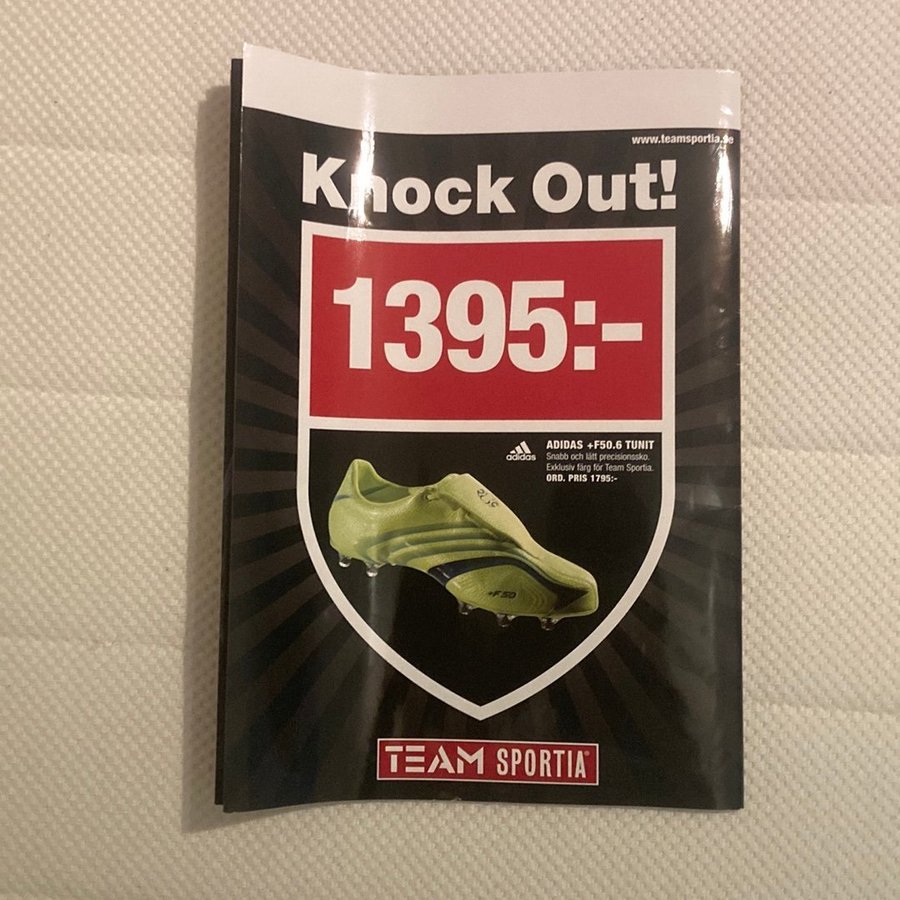 www.teamsportia.se
Knock Out!
1395:-
adidas
ADIDAS +F50.6 TUNIT
Snabb och lätt precisionssko.
Exklusiv färg för Team Sportia.
ORD. PRIS 1795:-
+F50
TEAM SPORTIA®